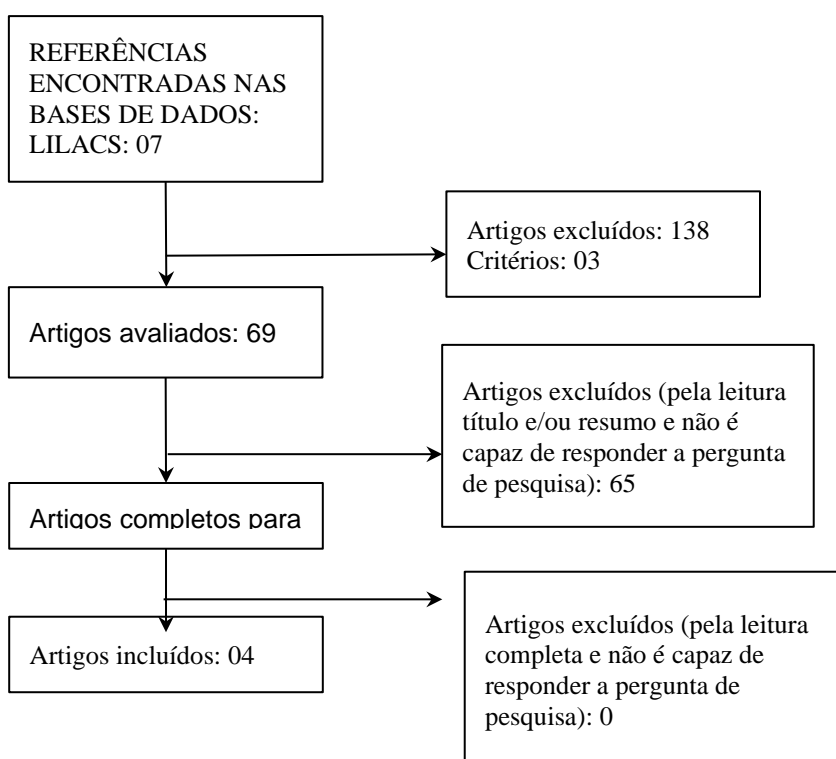 REFERÊNCIAS
ENCONTRADAS NAS
BASES DE DADOS:
LILACS: 07
Artigos excluídos: 138
Critérios: 03
Artigos avaliados: 69
Artigos excluídos (pela leitura
título e/ou resumo e não é
capaz de responder a pergunta
de pesquisa): 65
Artigos completos para
Artigos incluídos: 04
Artigos excluídos (pela leitura
completa e não é capaz de
responder a pergunta de
pesquisa): 0